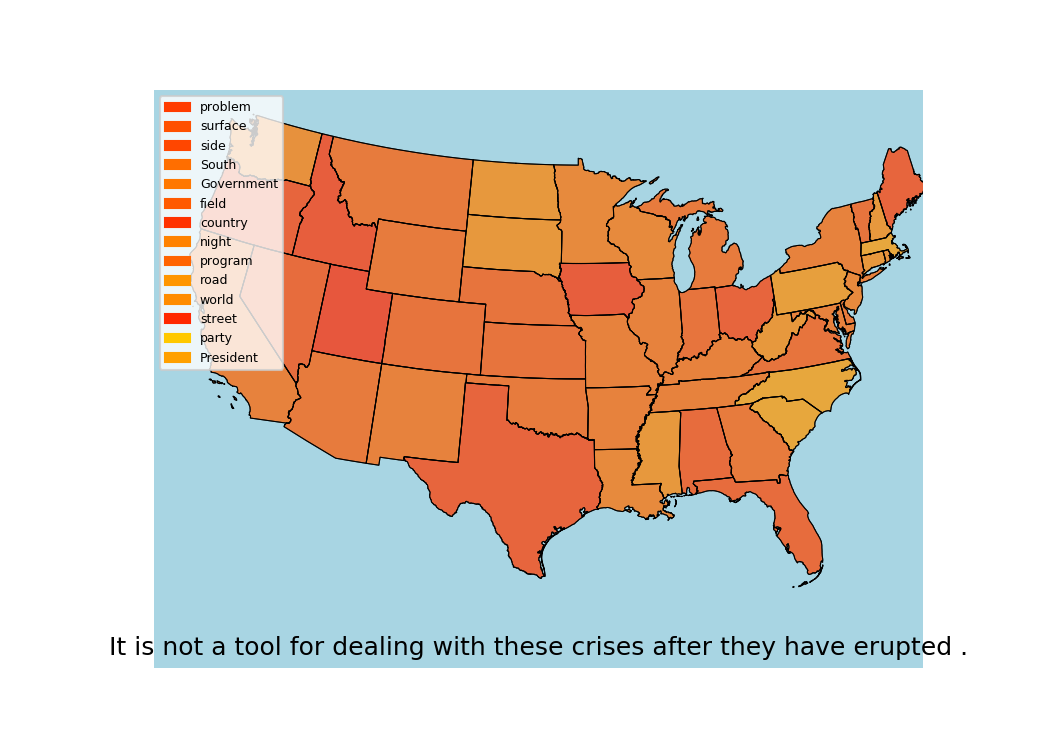 problem
surface
side
South
Government
field
country
night
program
road
world
street
party
President
It is not a tool for dealing with these crises after they have erupted .